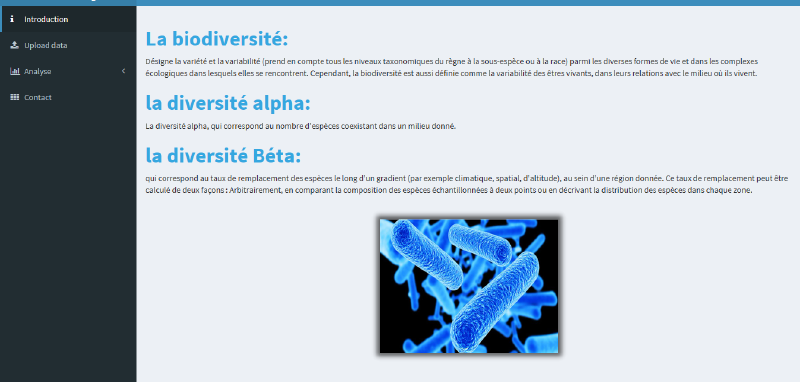 Introduction
Upload data
Analyse
Contact
La biodiversité:
Désigne la variété et la variabilité (prend en compte tous les niveaux taxonomiques du règne à la sous-espèce ou à la race) parmi les diverses formes de vie et dans les complexes
écologiques dans lesquels elles se rencontrent. Cependant, la biodiversité est aussi définie comme la variabilité des êtres vivants, dans leurs relations avec le milieu où ils vivent.
la diversité alpha:
La diversité alpha, qui correspond au nombre d'espèces coexistant dans un milieu donné.
la diversité Béta:
qui correspond au taux de remplacement des espèces le long d'un gradient (par exemple climatique, spatial, d'altitude), au sein d'une région donnée. Ce taux de remplacement peut être
calculé de deux façons : Arbitrairement, en comparant la composition des espèces échantillonnées à deux points ou en décrivant la distribution des espèces dans chaque zone.